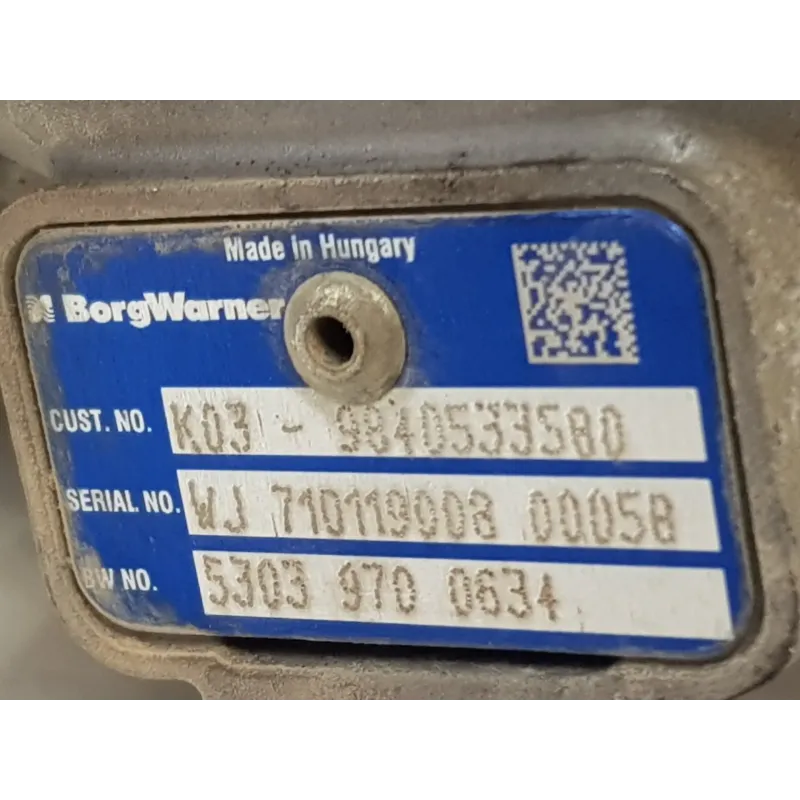 Made in Hungary
BorgWarner
CUST. NO. K03 - 9840533580
SERIAL NO. WJ 710119008 00058
BW NO. 5303 970 0634